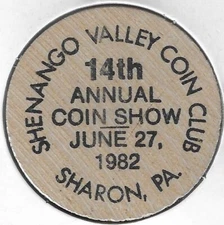 SHENANGO VALLEY COIN CLUB
14th
ANNUAL
COIN SHOW
JUNE 27,
1982
SHARON, PA.